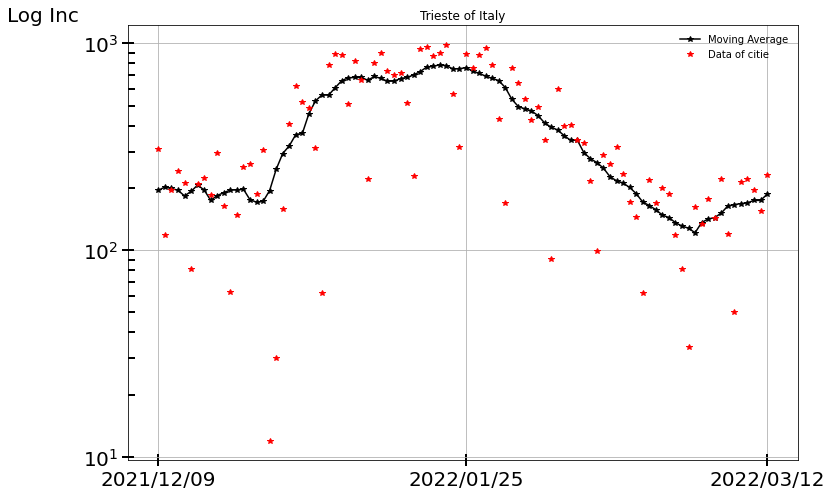 Log Inc
Trieste of Italy
Moving Average
Data of citie
10³
10²
10¹
2021/12/09
2022/01/25
2022/03/12